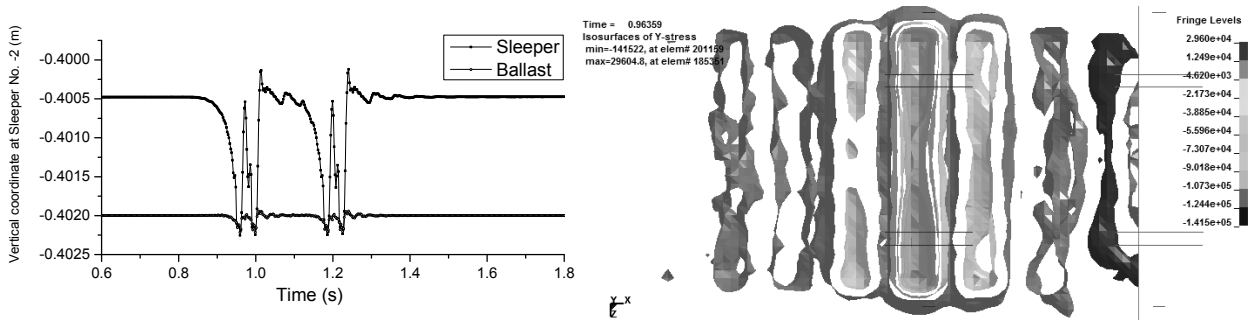 Vertical coordinate at Sleeper No. -2 (m)
-0.4000
-0.4005
-0.4010
-0.4015
-0.4020
-0.4025
0.6
0.8
1.0
1.2
1.4
1.6
1.8
Time (s)
Sleeper
Ballast
Time = 0.96359
Isosurfaces of Y-stress
min=-141522, at elem# 201159
max=29604.8, at elem# 185351
Fringe Levels
2.960e+04
1.249e+04
-4.620e+03
-2.173e+04
-3.885e+04
-5.596e+04
-7.307e+04
-9.018e+04
-1.073e+05
-1.244e+05
-1.415e+05
Y X
Z